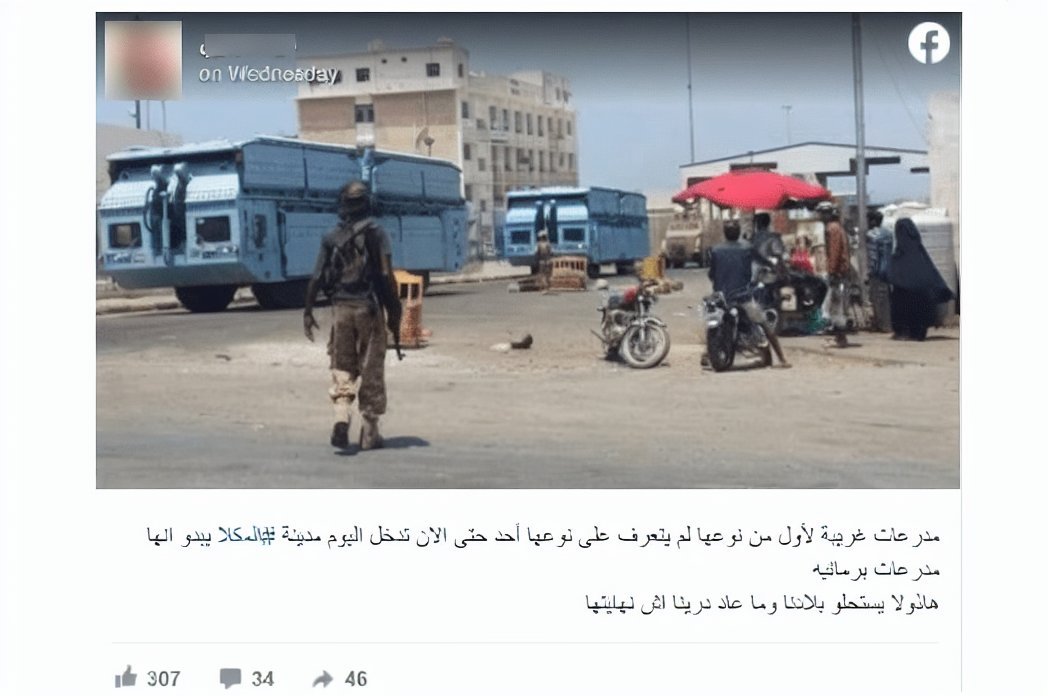 on Wednesday
مدرعات غريبة لأول من نوعها لم يتعرف على نوعها أحد حتى الان تدخل اليوم مدينة #المكلا يبدو انها
مدرعات برمائيه
هاذولا يستحلو بلادنا وما عاد درينا اش نهايتها
307 34 46